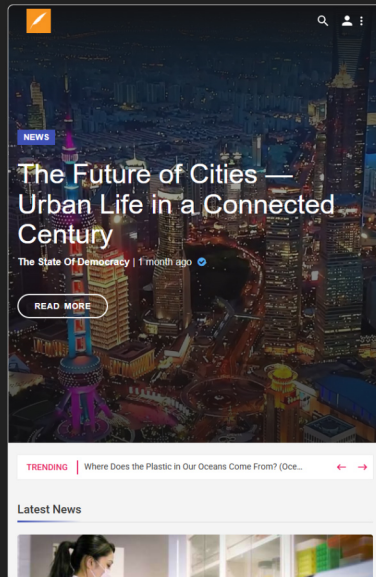 NEWS
The Future of Cities —
Urban Life in a Connected
Century
The State Of Democracy | 1 month ago
READ MORE
TRENDING
Where Does the Plastic in Our Oceans Come From? (Oce...
Latest News